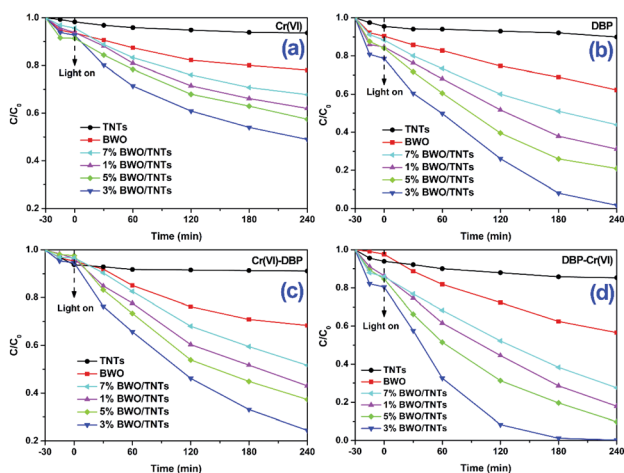 Cr(VI)
(a)
1.0
0.8
0.6
0.4
0.2
C/C0
Light on
TNTs
BWO
7% BWO/TNTs
1% BWO/TNTs
5% BWO/TNTs
3% BWO/TNTs
-30 0 60 120 180 240
Time (min)
DBP
(b)
1.0
0.8
0.6
0.4
0.2
0.0
C/C0
Light on
TNTs
BWO
7% BWO/TNTs
1% BWO/TNTs
5% BWO/TNTs
3% BWO/TNTs
-30 0 60 120 180 240
Time (min)
Cr(VI)-DBP
(c)
1.0
0.8
0.6
0.4
0.2
C/C0
Light on
TNTs
BWO
7% BWO/TNTs
1% BWO/TNTs
5% BWO/TNTs
3% BWO/TNTs
-30 0 60 120 180 240
Time (min)
DBP-Cr(VI)
(d)
1.0
0.8
0.6
0.4
0.2
0.0
C/C0
Light on
TNTs
BWO
7% BWO/TNTs
1% BWO/TNTs
5% BWO/TNTs
3% BWO/TNTs
-30 0 60 120 180 240
Time (min)